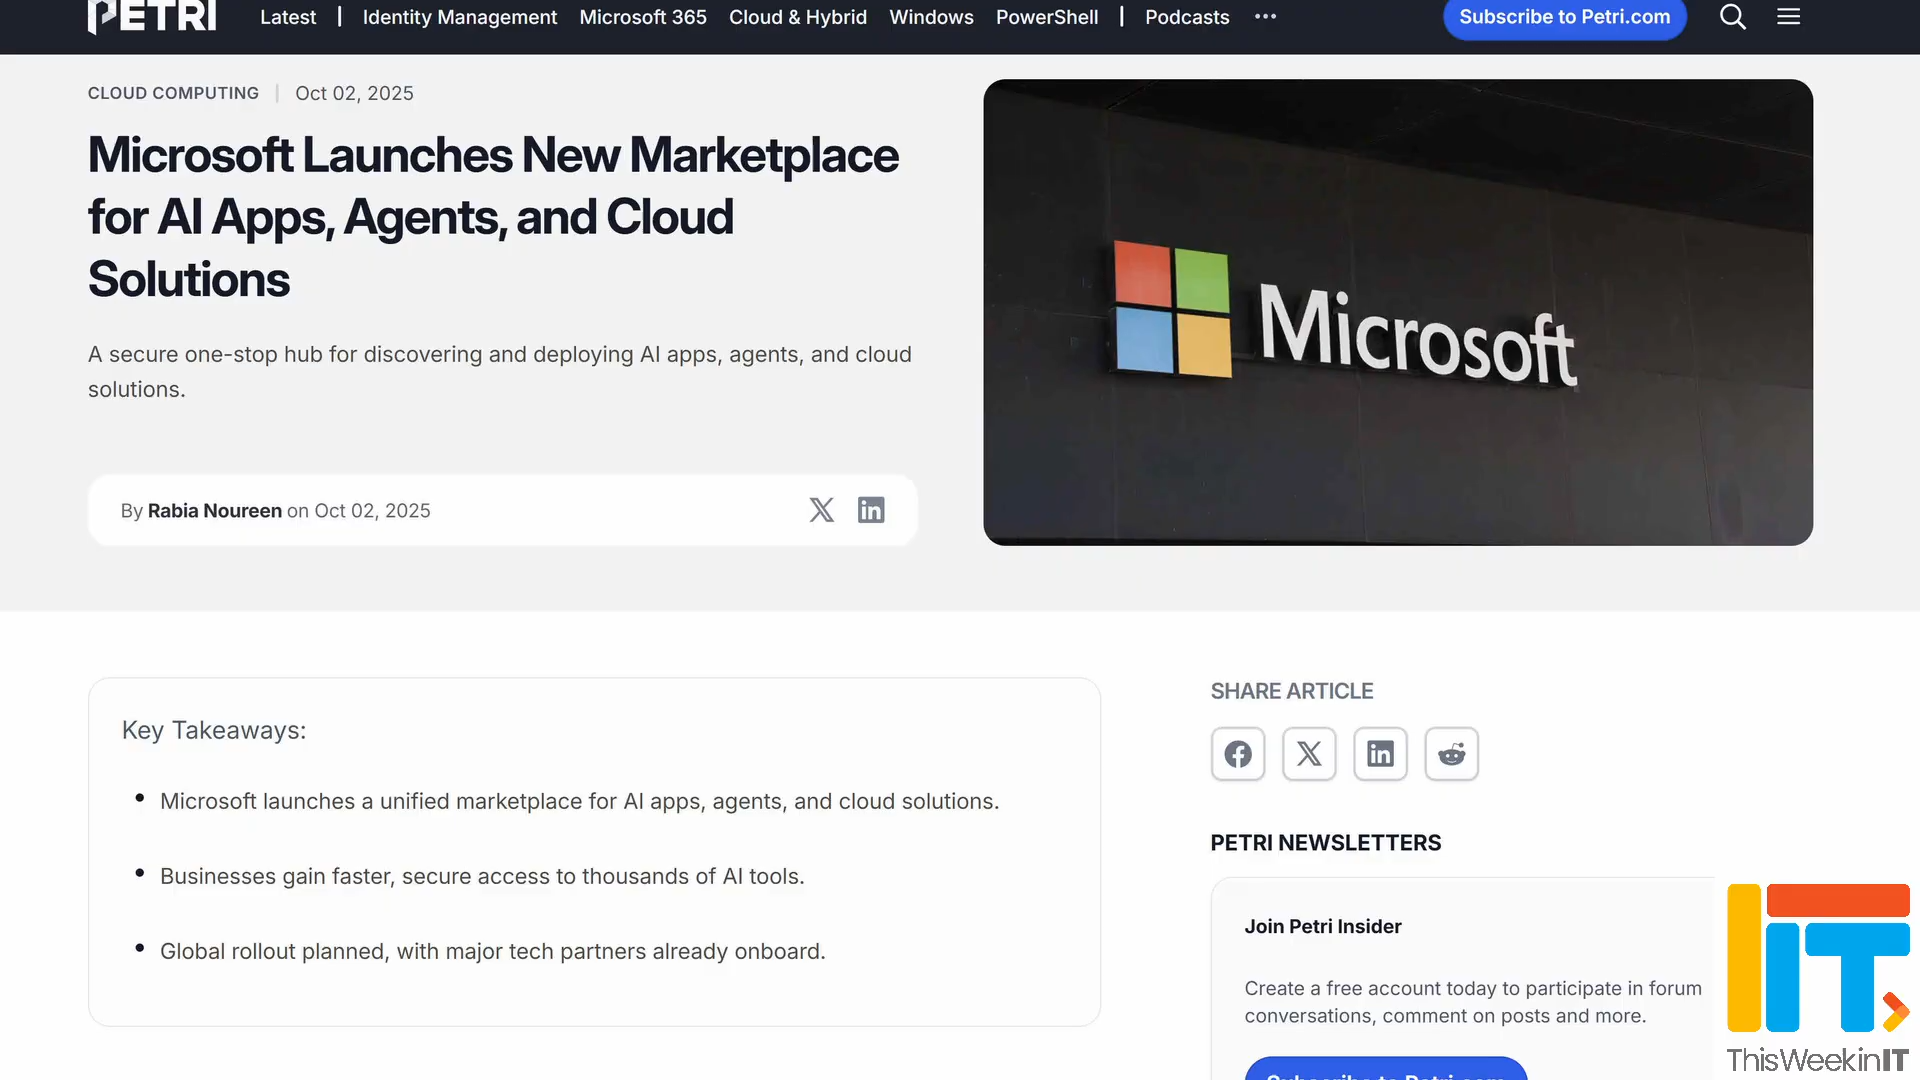 PETRI
Latest | Identity Management Microsoft 365 Cloud & Hybrid Windows PowerShell | Podcasts
Subscribe to Petri.com
CLOUD COMPUTING | Oct 02, 2025
Microsoft Launches New Marketplace
for AI Apps, Agents, and Cloud
Solutions
A secure one-stop hub for discovering and deploying AI apps, agents, and cloud
solutions.
By Rabia Noureen on Oct 02, 2025
Microsoft
Key Takeaways:
• Microsoft launches a unified marketplace for AI apps, agents, and cloud solutions.
• Businesses gain faster, secure access to thousands of AI tools.
• Global rollout planned, with major tech partners already onboard.
SHARE ARTICLE
PETRI NEWSLETTERS
Join Petri Insider
Create a free account today to participate in forum
conversations, comment on posts and more.
Subscribe to Petri.com
IT
ThisWeekinIT